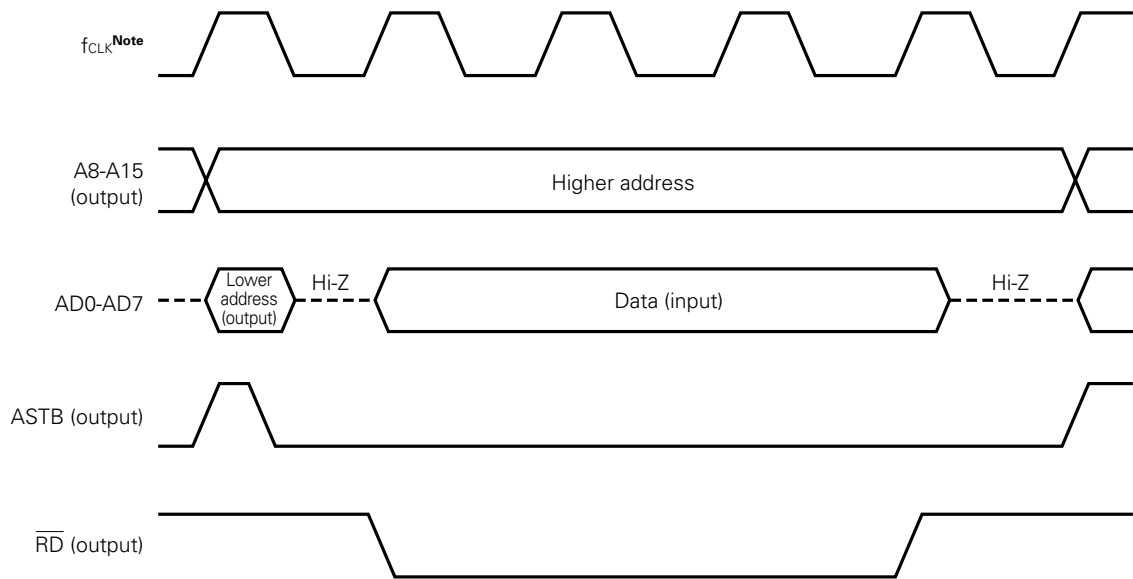 fCLKNote
A8-A15
(output)
Higher address
AD0-AD7
Lower
address
(output)
Hi-Z
Data (input)
Hi-Z
ASTB (output)
RD (output)